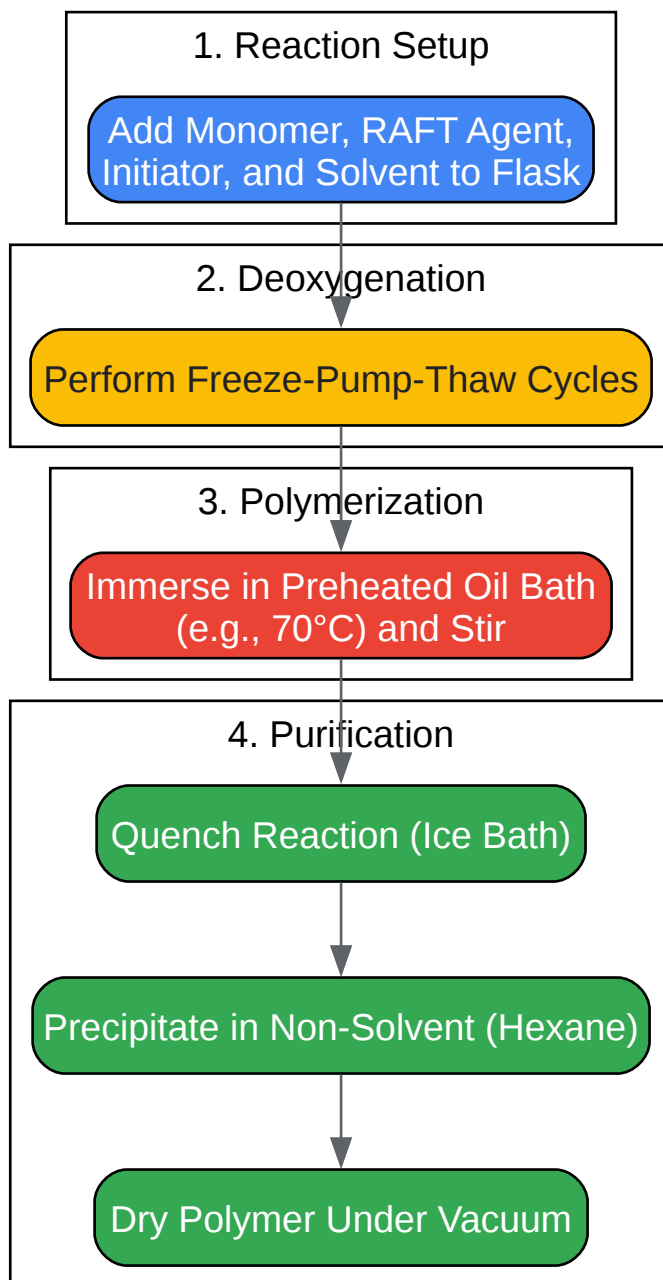 1. Reaction Setup
Add Monomer, RAFT Agent,
Initiator, and Solvent to Flask
2. Deoxygenation
Perform Freeze-Pump-Thaw Cycles
3. Polymerization
Immerse in Preheated Oil Bath
(e.g., 70°C) and Stir
4. Purification
Quench Reaction (Ice Bath)
Precipitate in Non-Solvent (Hexane)
Dry Polymer Under Vacuum